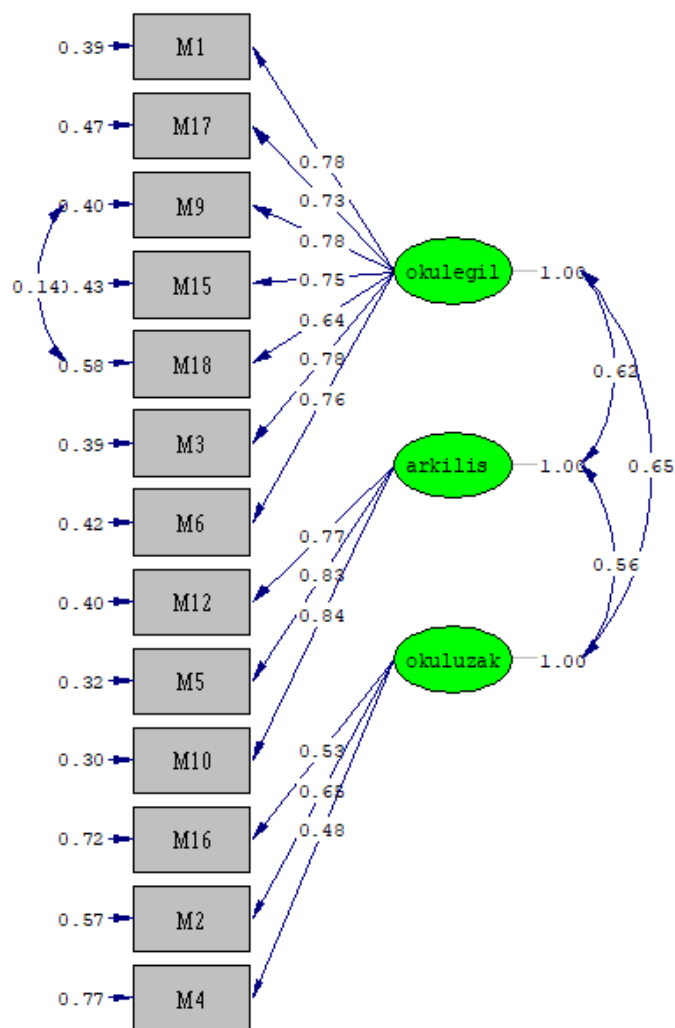 0.39 M1
0.47 M17
0.78
0.73
0.40 M9
0.78
okulegil 1.00
0.14 0.43 M15
0.75
0.64
0.58 M18
0.78
0.62
0.76
0.39 M3
arkilis 1.00
0.65
0.42 M6
0.77
0.56
0.83
0.40 M12
0.84
okuluzak 1.00
0.32 M5
0.53
0.30 M10
0.65
0.48
0.72 M16
0.57 M2
0.77 M4